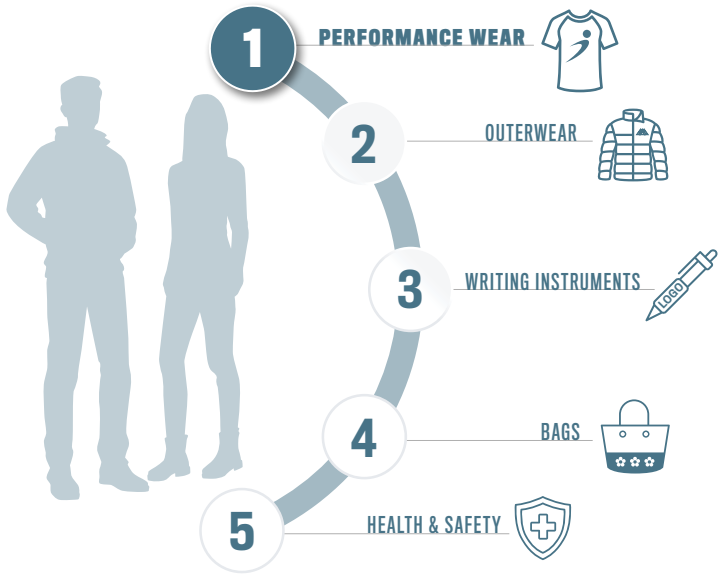 1 PERFORMANCE WEAR
2 OUTERWEAR
3 WRITING INSTRUMENTS
LOGO
4 BAGS
5 HEALTH & SAFETY